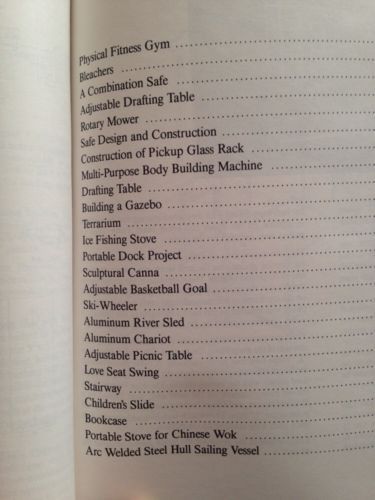 Physical Fitness Gym
Bleachers
A Combination Safe
Adjustable Drafting Table
Rotary Mower
Safe Design and Construction
Construction of Pickup Glass Rack
Multi-Purpose Body Building Machine
Drafting Table
Building a Gazebo
Terrarium
Ice Fishing Stove
Portable Dock Project
Sculptural Canna
Adjustable Basketball Goal
Ski-Wheeler
Aluminum River Sled
Aluminum Chariot
Adjustable Picnic Table
Love Seat Swing
Stairway
Children's Slide
Bookcase
Portable Stove for Chinese Wok
Arc Welded Steel Hull Sailing Vessel